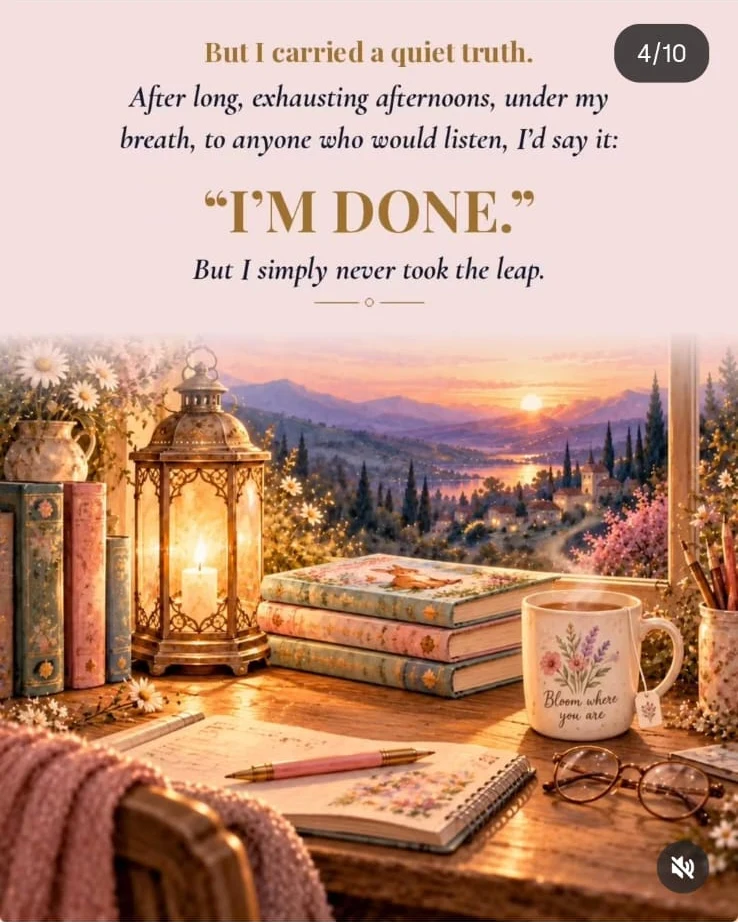 But I carried a quiet truth.
4/10
After long, exhausting afternoons, under my
breath, to anyone who would listen, I'd say it:
“I'M DONE.”
But I simply never took the leap.
Bloom where
you are